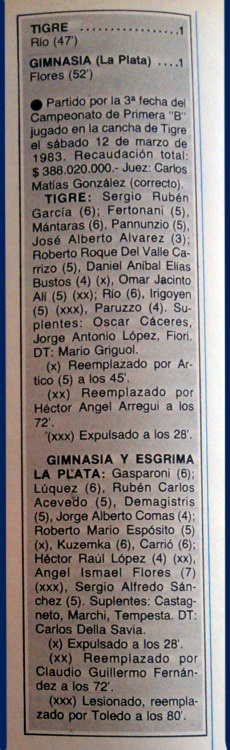 TIGRE ..................1
Río (47')
GIMNASIA (La Plata) ....1
Flores (52')
● Partido por la 3ª fecha del
Campeonato de Primera "B"
jugado en la cancha de Tigre
el sábado 12 de marzo de
1983. Recaudación total:
$ 388.020.000.- Juez: Carlos
Matías González (correcto).
TIGRE: Sergio Rubén
García (6); Fertonani (5),
Mántaras (6), Pannunzio (5),
José Alberto Alvarez (3);
Roberto Roque Del Valle Ca-
rrizo (5), Daniel Aníbal Elías
Bustos (4) (x), Omar Jacinto
Alí (5) (xx); Río (6), Irigoyen
(5) (xxx), Paruzzo (4). Su-
plentes: Oscar Cáceres,
Jorge Antonio López, Fiori.
DT: Mario Griguol.
(x) Reemplazado por Ar-
tico (5) a los 45'.
(xx) Reemplazado por
Héctor Angel Arregui a los
72'.
(xxx) Expulsado a los 28'.
GIMNASIA Y ESGRIMA
LA PLATA: Gasparoni (6);
Lúquez (6), Rubén Carlos
Acevedo (5), Demagistris
(5), Jorge Alberto Comas (4);
Roberto Mario Espósito (5)
(x), Kuzemka (6), Carrió (6);
Héctor Raúl López (4) (xx),
Angel Ismael Flores (7)
(xxx), Sergio Alfredo Sán-
chez (5). Suplentes: Castag-
neto, Marchi, Tempesta. DT:
Carlos Della Savia.
(x) Expulsado a los 28'.
(xx) Reemplazado por
Claudio Guillermo Fernán-
dez a los 72'.
(xxx) Lesionado, reempla-
zado por Toledo a los 80'.